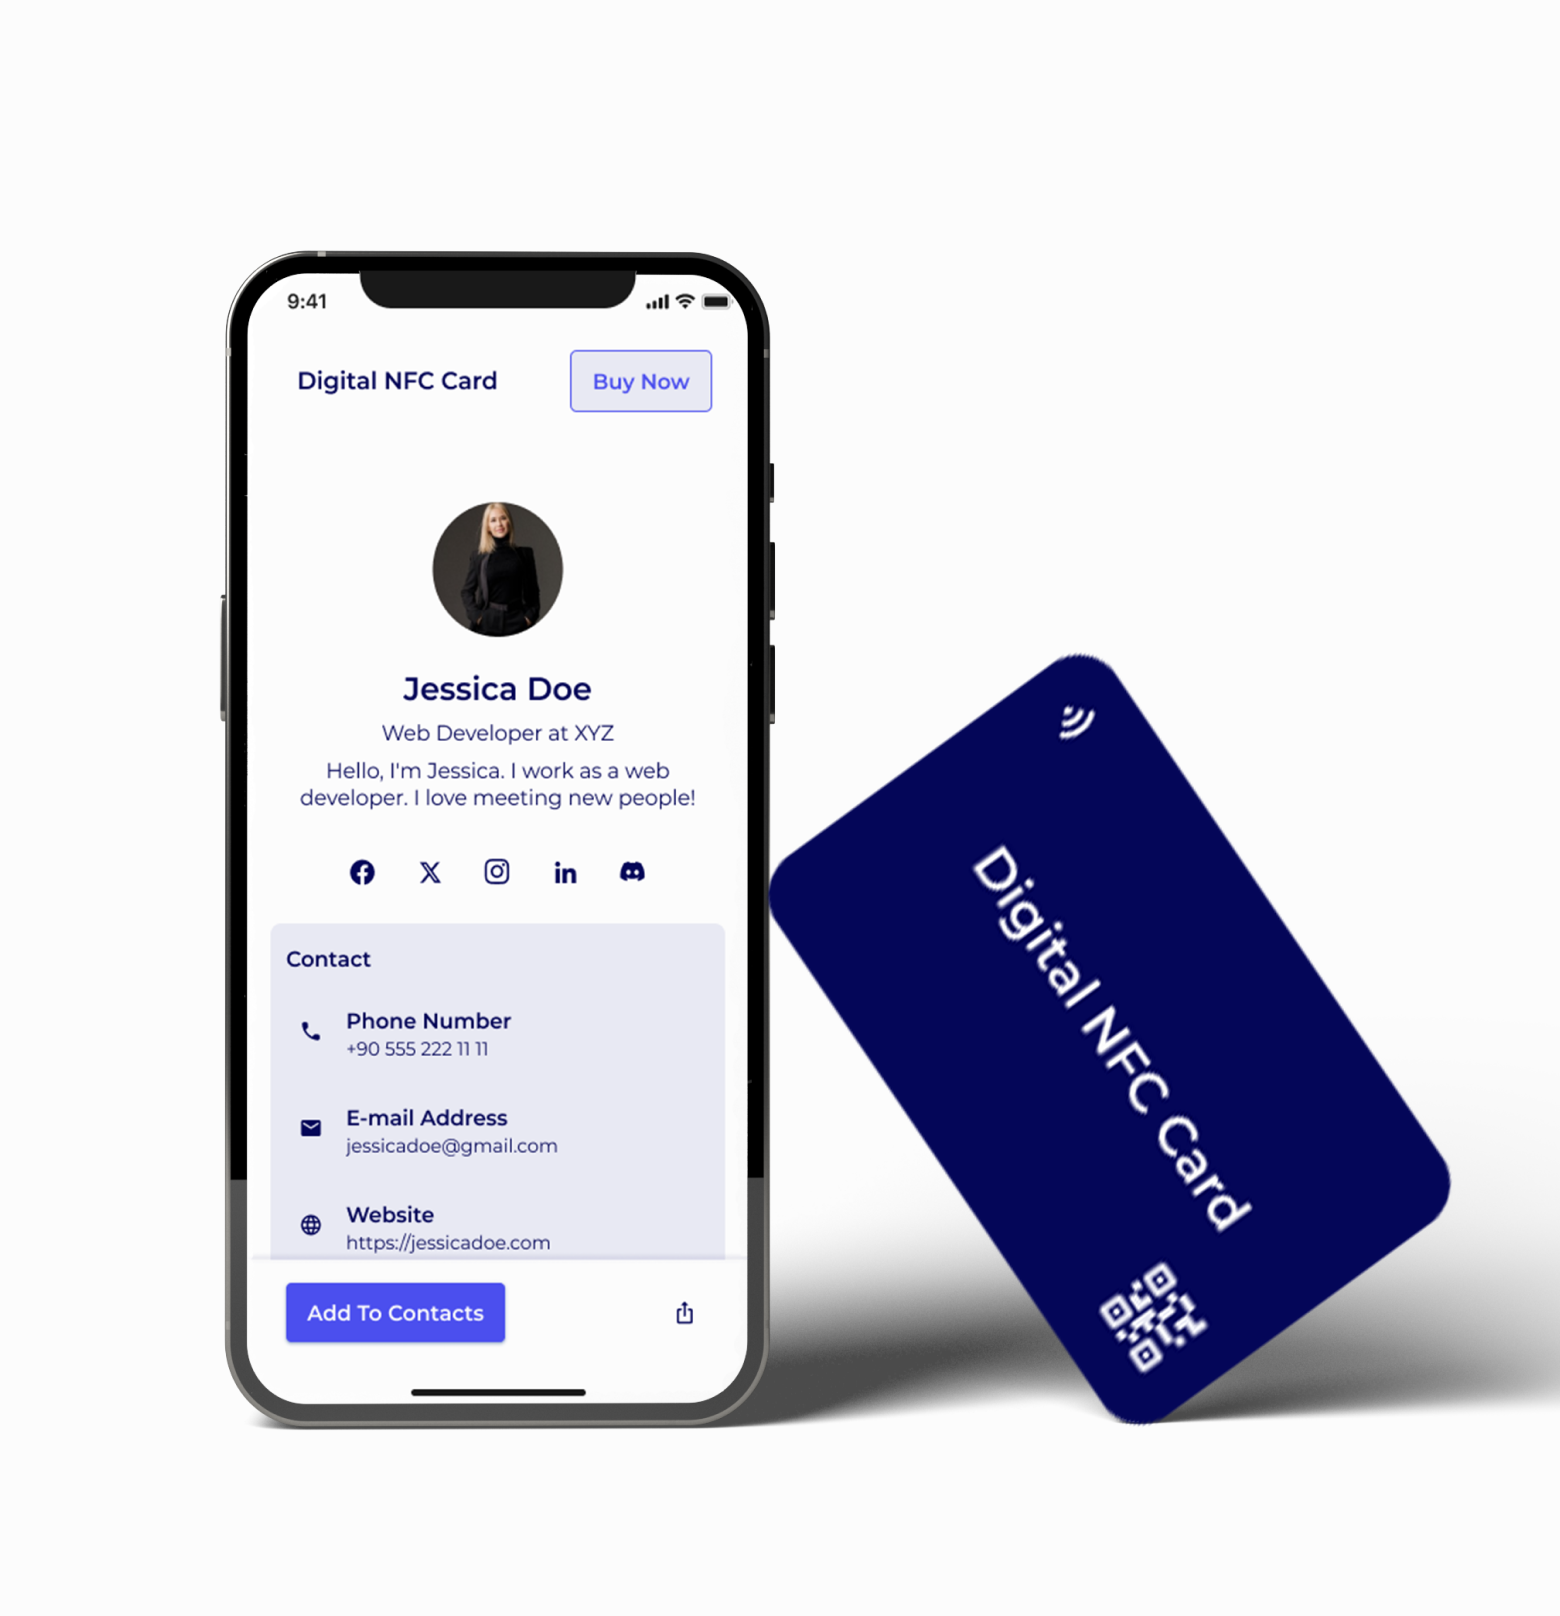 9:41
Digital NFC Card
Buy Now
Jessica Doe
Web Developer at XYZ
Hello, I'm Jessica. I work as a web
developer. I love meeting new people!
Contact
Phone Number
+90 555 222 11 11
E-mail Address
jessicadoe@gmail.com
Website
https://jessicadoe.com
Add To Contacts
Digital NFC Card